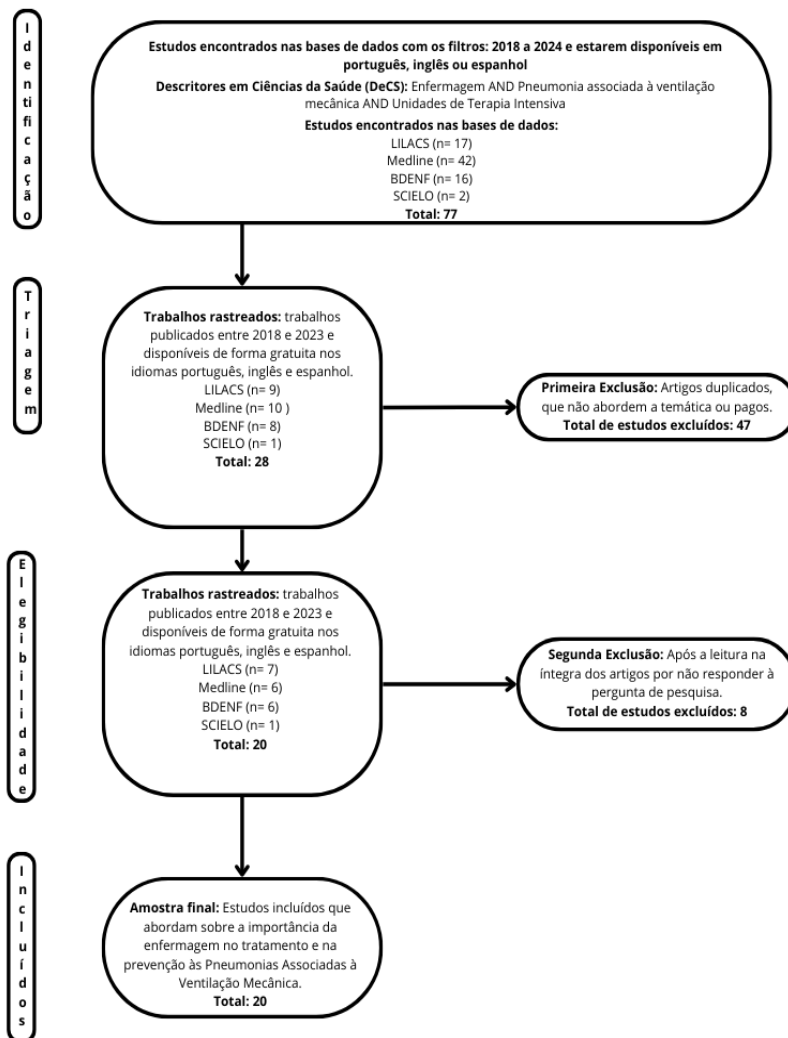 Identificação
Estudos encontrados nas bases de dados com os filtros: 2018 a 2024 e estarem disponíveis em
português, inglês ou espanhol
Descritores em Ciências da Saúde (DeCS): Enfermagem AND Pneumonia associada à ventilação
mecânica AND Unidades de Terapia Intensiva
Estudos encontrados nas bases de dados:
LILACS (n= 17)
Medline (n= 42)
BDENF (n= 16)
SCIELO (n= 2)
Total: 77
Triagem
Trabalhos rastreados: trabalhos
publicados entre 2018 e 2023 e
disponíveis de forma gratuita nos
idiomas português, inglês e espanhol.
LILACS (n= 9)
Medline (n= 10 )
BDENF (n= 8)
SCIELO (n= 1)
Total: 28
Primeira Exclusão: Artigos duplicados,
que não abordem a temática ou pagos.
Total de estudos excluídos: 47
Elegibilidade
Trabalhos rastreados: trabalhos
publicados entre 2018 e 2023 e
disponíveis de forma gratuita nos
idiomas português, inglês e espanhol.
LILACS (n= 7)
Medline (n= 6)
BDENF (n= 6)
SCIELO (n= 1)
Total: 20
Segunda Exclusão: Após a leitura na
íntegra dos artigos por não responder à
pergunta de pesquisa.
Total de estudos excluídos: 8
Incluídos
Amostra final: Estudos incluídos que
abordam sobre a importância da
enfermagem no tratamento e na
prevenção às Pneumonias Associadas à
Ventilação Mecânica.
Total: 20